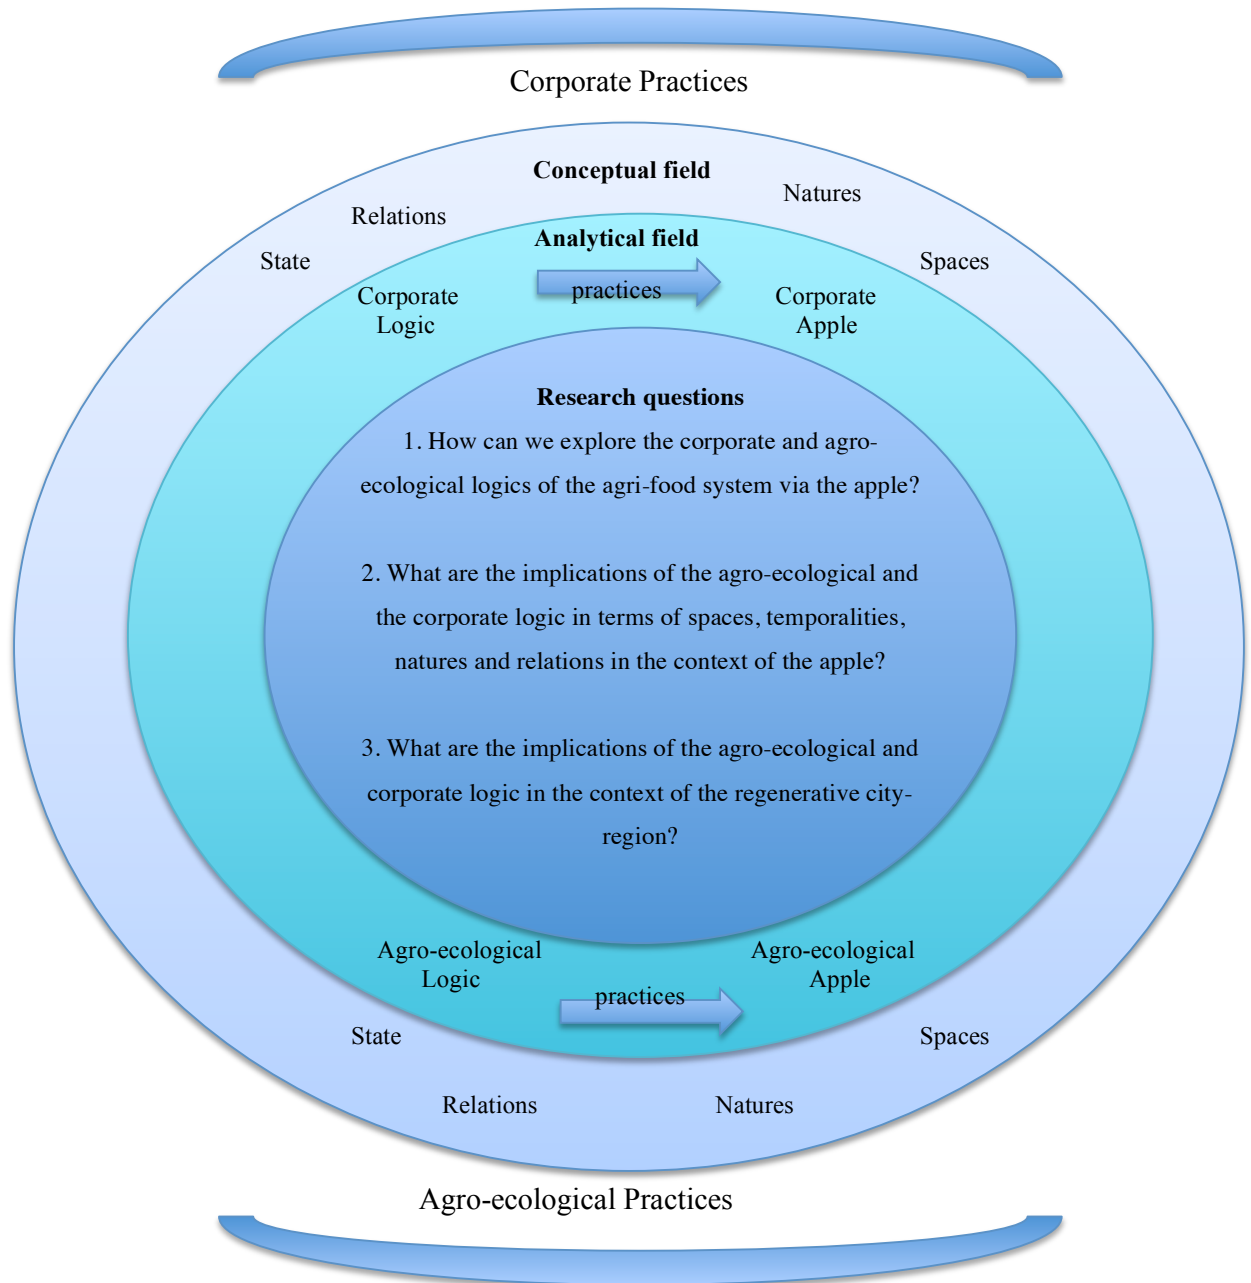 Corporate Practices
Conceptual field
Natures
Relations
State
Analytical field
Spaces
practices
Corporate
Logic
Corporate
Apple
Research questions
1. How can we explore the corporate and agro-
ecological logics of the agri-food system via the apple?
2. What are the implications of the agro-ecological and
the corporate logic in terms of spaces, temporalities,
natures and relations in the context of the apple?
3. What are the implications of the agro-ecological and
corporate logic in the context of the regenerative city-
region?
Agro-ecological
Logic
Agro-ecological
Apple
practices
State
Spaces
Relations
Natures
Agro-ecological Practices